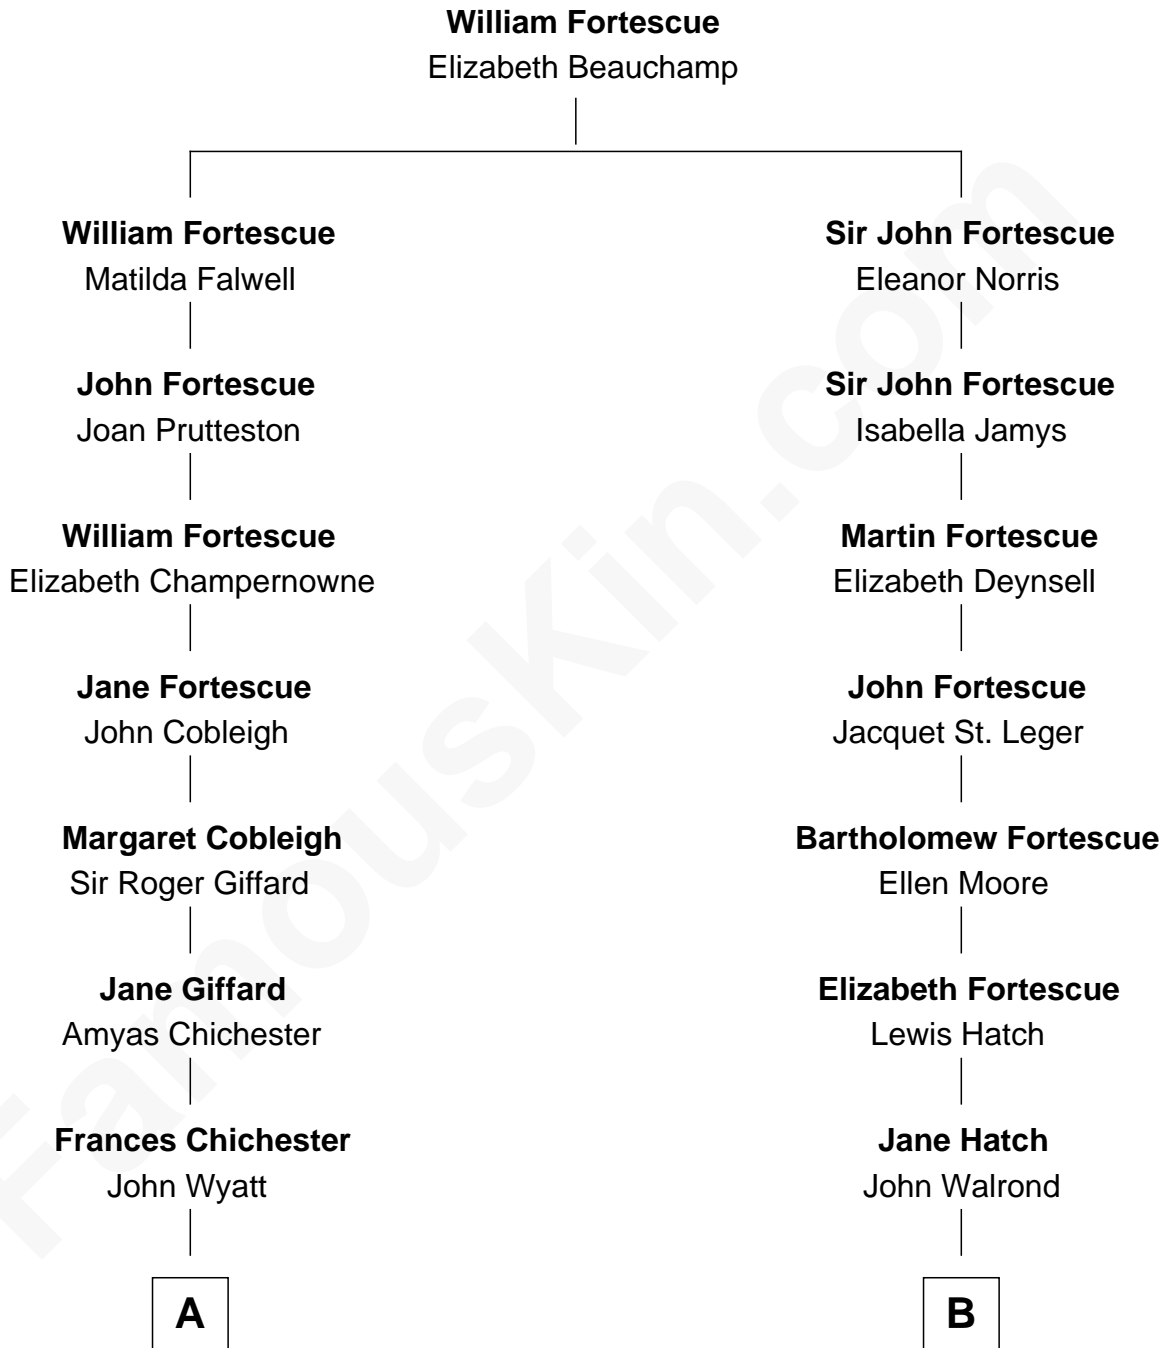 William Fortescue
Elizabeth Beauchamp
William Fortescue
Matilda Falwell
Sir John Fortescue
Eleanor Norris
John Fortescue
Joan Prutteston
Sir John Fortescue
Isabella Jamys
William Fortescue
Elizabeth Champernowne
Martin Fortescue
Elizabeth Deynsell
Jane Fortescue
John Cobleigh
John Fortescue
Jacquet St. Leger
Margaret Cobleigh
Sir Roger Giffard
Bartholomew Fortescue
Ellen Moore
Jane Giffard
Amyas Chichester
Elizabeth Fortescue
Lewis Hatch
Frances Chichester
John Wyatt
Jane Hatch
John Walrond
A
B
FamousKin.com